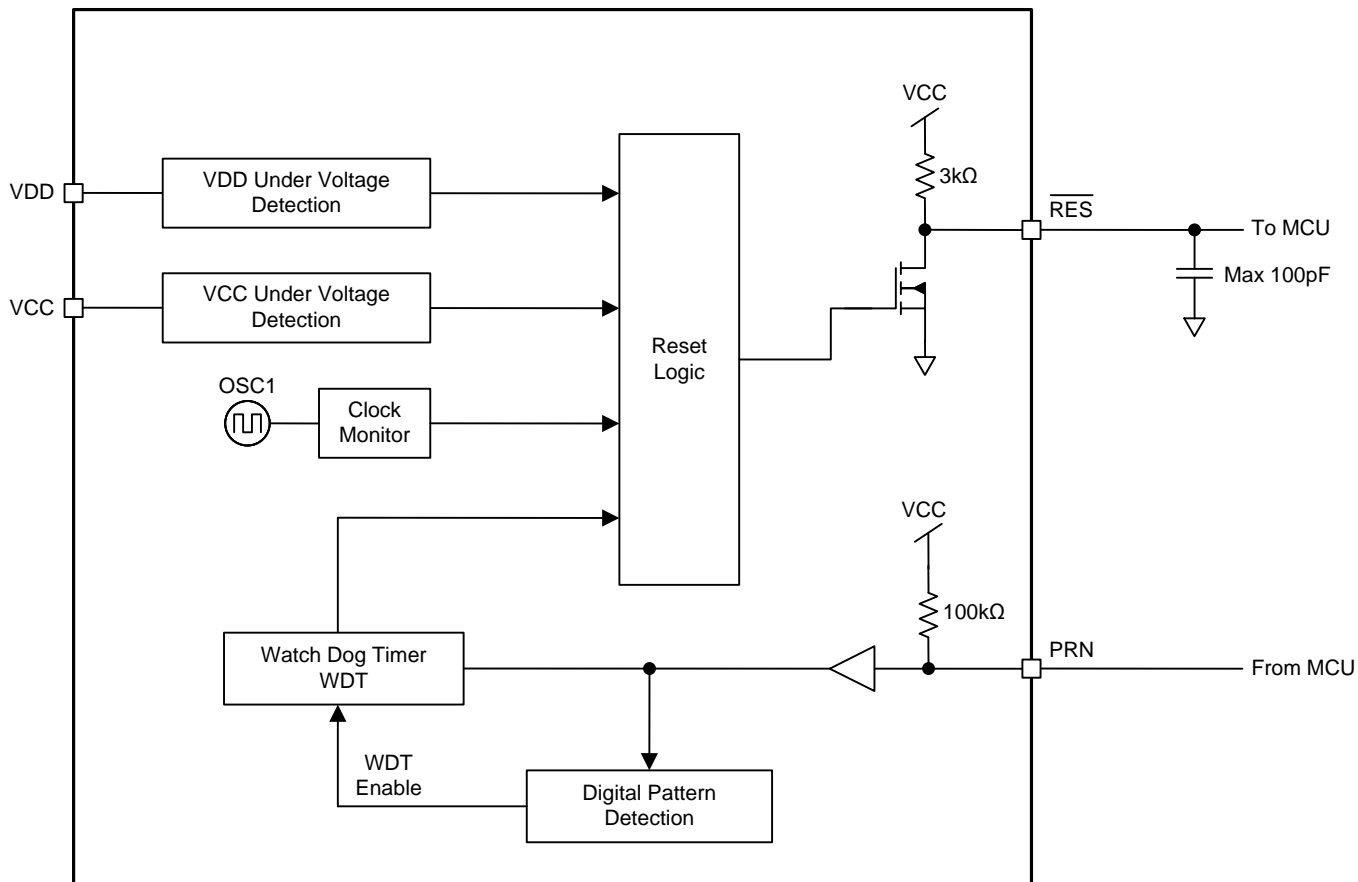 VCC
3kΩ
VDD
VDD Under Voltage
Detection
RES
To MCU
Max 100pF
VCC
VCC Under Voltage
Detection
Reset
Logic
OSC1
Clock
Monitor
VCC
100kΩ
PRN
From MCU
Watch Dog Timer
WDT
WDT
Enable
Digital Pattern
Detection